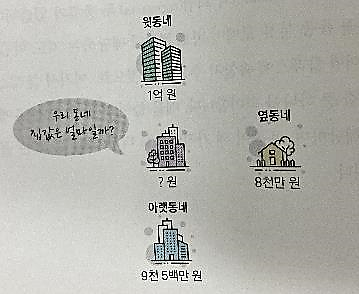 윗동네
1억 원
우리 동네
집값은 얼마일까?
? 원
옆동네
8천만 원
아랫동네
9천 5백만 원